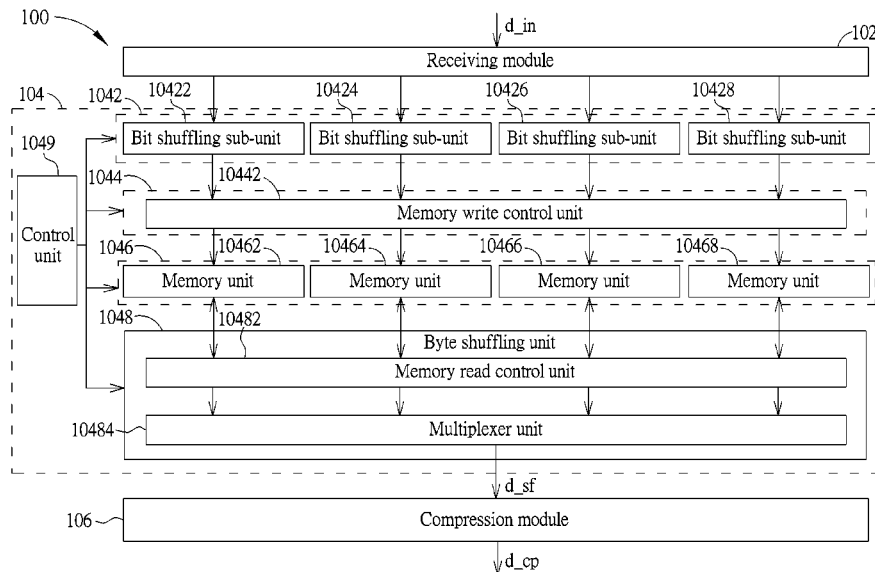 100
d_in
102
Receiving module
104
1042
10422
10424
10426
10428
Bit shuffling sub-unit
Bit shuffling sub-unit
Bit shuffling sub-unit
Bit shuffling sub-unit
1049
Control
unit
1044
10442
Memory write control unit
1046
10462
10464
10466
10468
Memory unit
Memory unit
Memory unit
Memory unit
1048
10482
Byte shuffling unit
Memory read control unit
10484
Multiplexer unit
d_sf
106
Compression module
d_cp